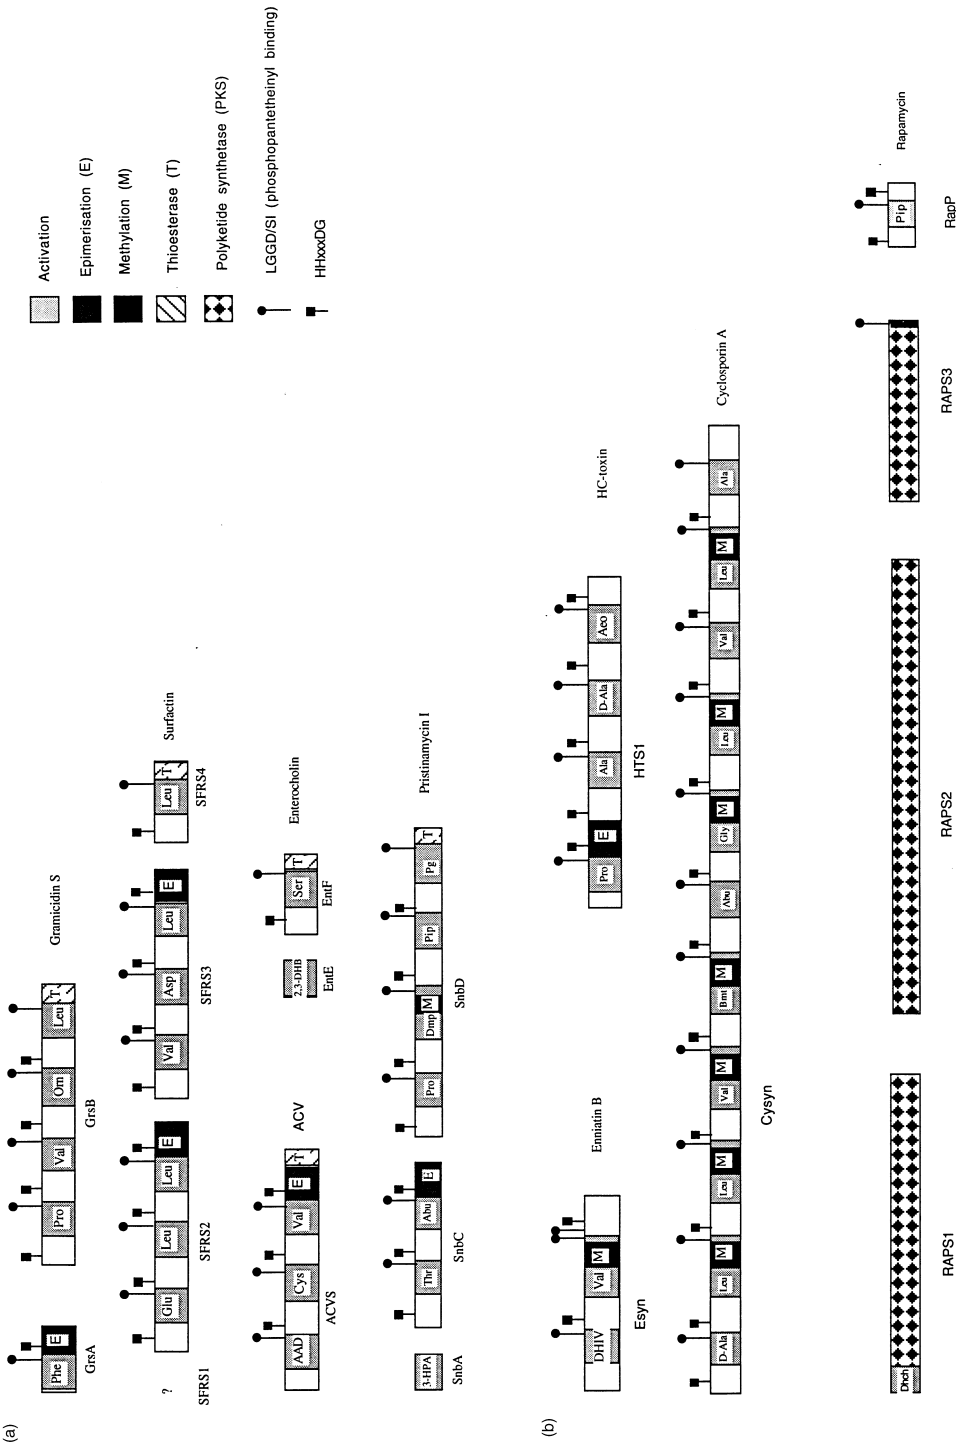 (a)
Phe E
GrsA
Pro Val Orn Leu T
GrsB
Gramicidin S
?
SFRS1
Glu Leu Leu E
SFRS2
Val Asp Leu E
SFRS3
Leu T
SFRS4
Surfactin
AAD Cys Val E T
ACVS
ACV
2,3-DHB
EntE
Ser T
EntF
Enterocholin
3-HPA
SnbA
Thr Abu E
SnbC
Pro Dmp M Pip Pg T
SnbD
Pristinamycin I
Activation
Epimerisation (E)
Methylation (M)
Thioesterase (T)
Polyketide synthetase (PKS)
LGGD/SI (phosphopantetheinyl binding)
HHxxxDG
(b)
DHIV Val M
Esyn
Enniatin B
Pro E Ala D-Ala Aeo
HTS1
HC-toxin
D-Ala Leu M Leu M Val M Bmt M Abu Gly M Leu M Val Leu M Ala
Cysyn
Cyclosporin A
Dhch
RAPS1
RAPS2
RAPS3
Pip
RapP
Rapamycin